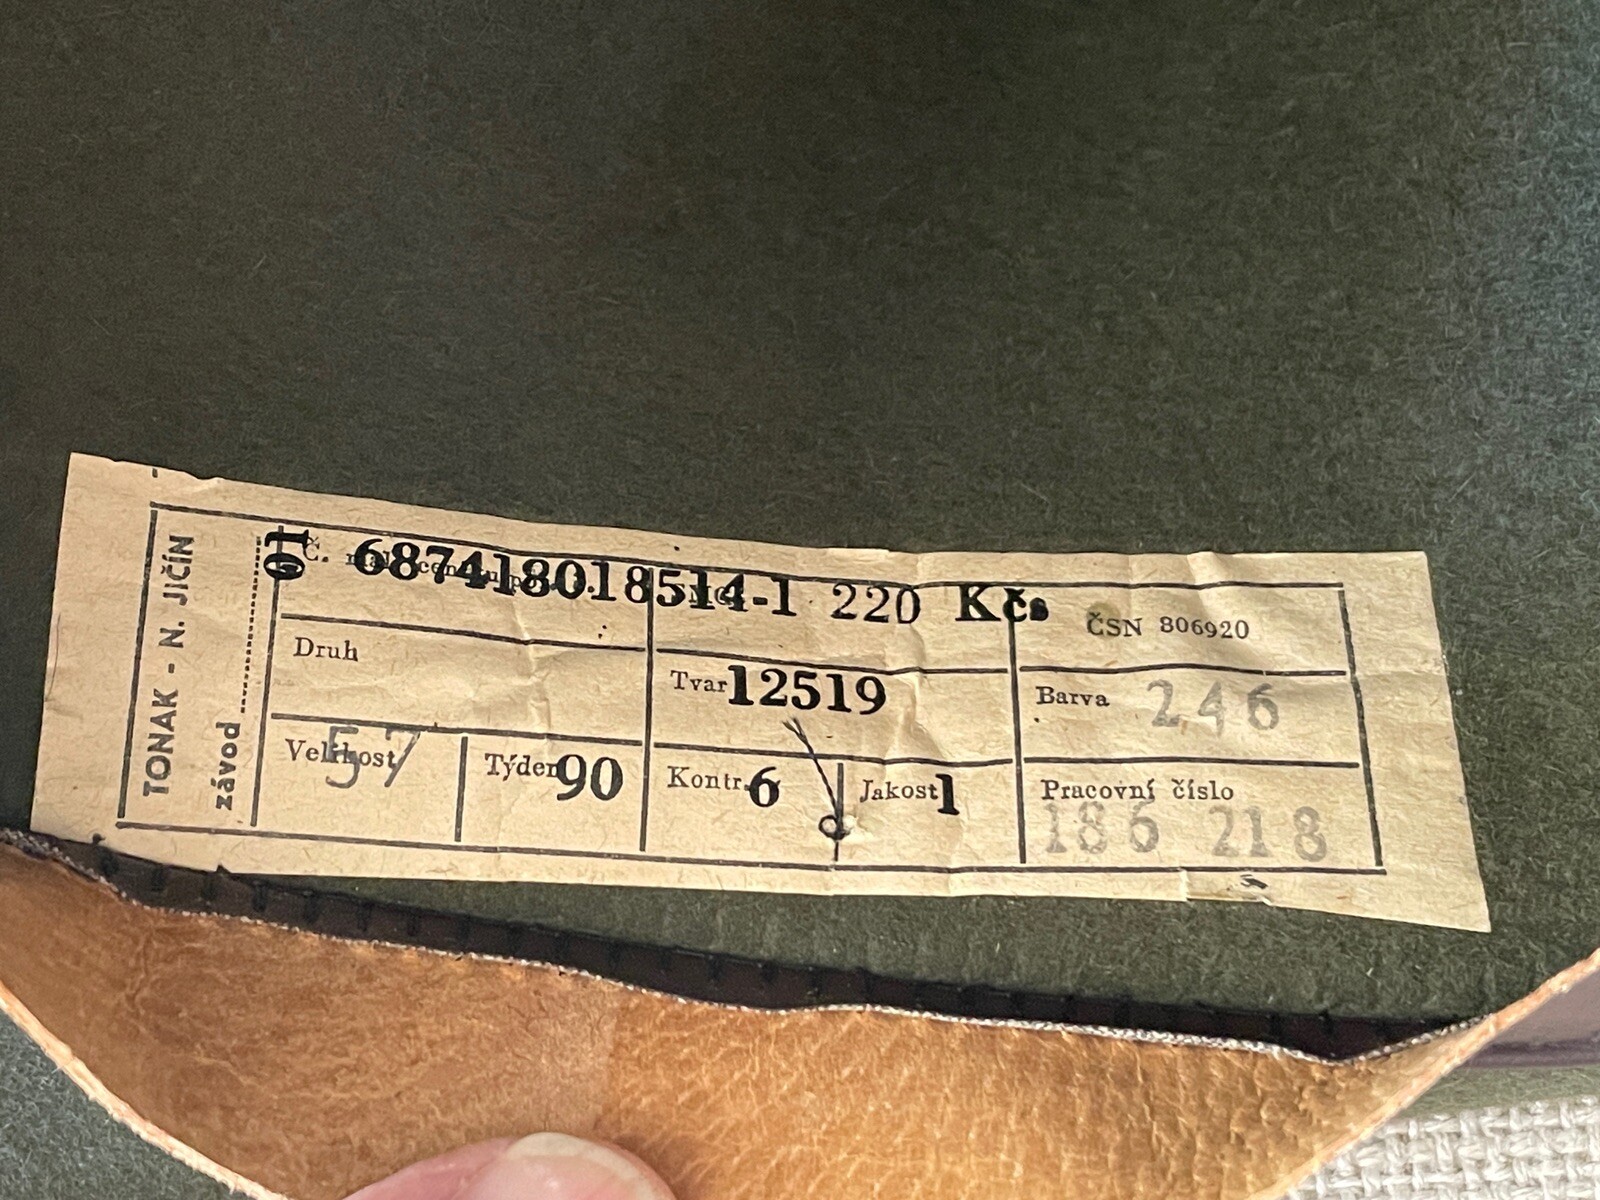 TONAK - N. JIČÍN
závod
01
Č.
687418018514-1 220 Kčs
ČSN 806920
Druh
Tvar 12519
Barva 246
Velikost 57
Týden 90
Kontr. 6
Jakost 1
Pracovní číslo
186 218